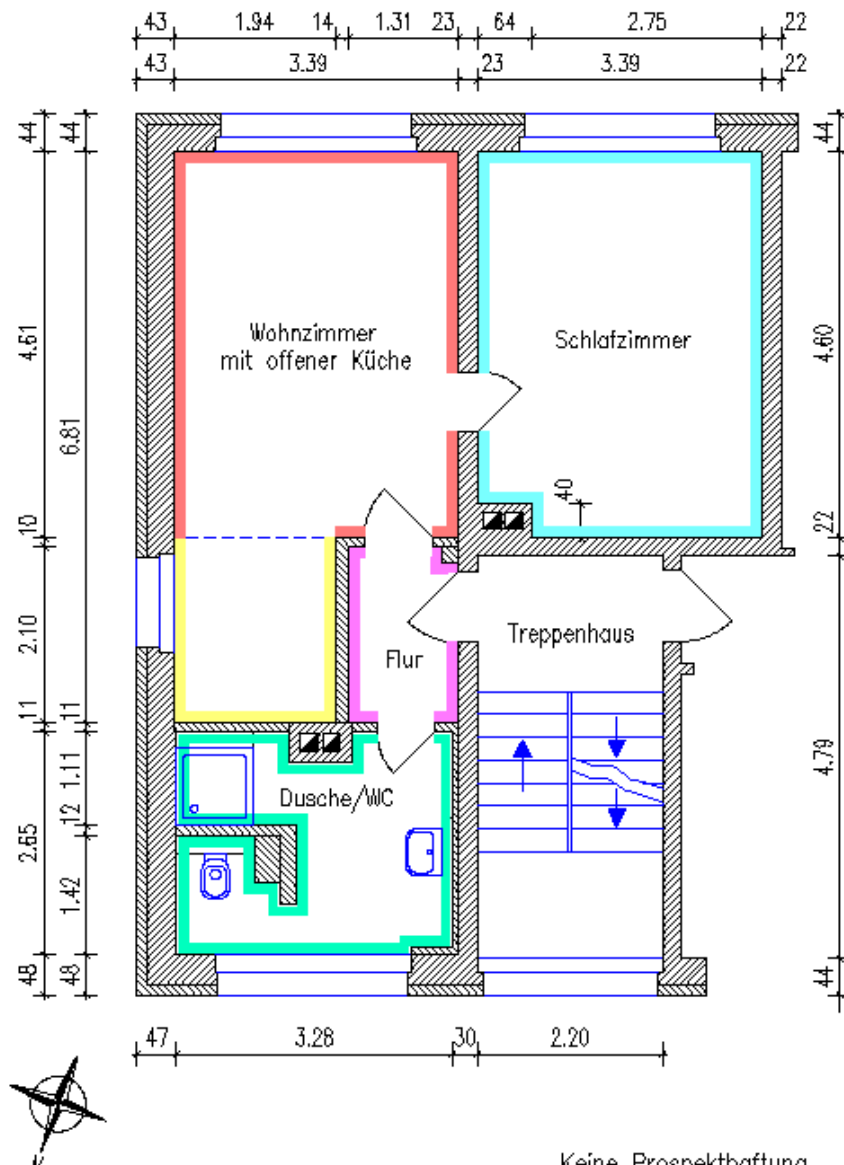 43 1.94 14 1.31 23 64 2.75 22
43 3.39 23 3.39 22
44 44 44
4.61 6.81 4.60
Wohnzimmer
mit offener Küche
Schlafzimmer
40
10 22
2.10
Treppenhaus
Flur
11 11
1.11 4.79
Dusche/WC
12
2.65
1.42
48 48 44
47 3.28 30 2.20
Keine Prospekthaftung